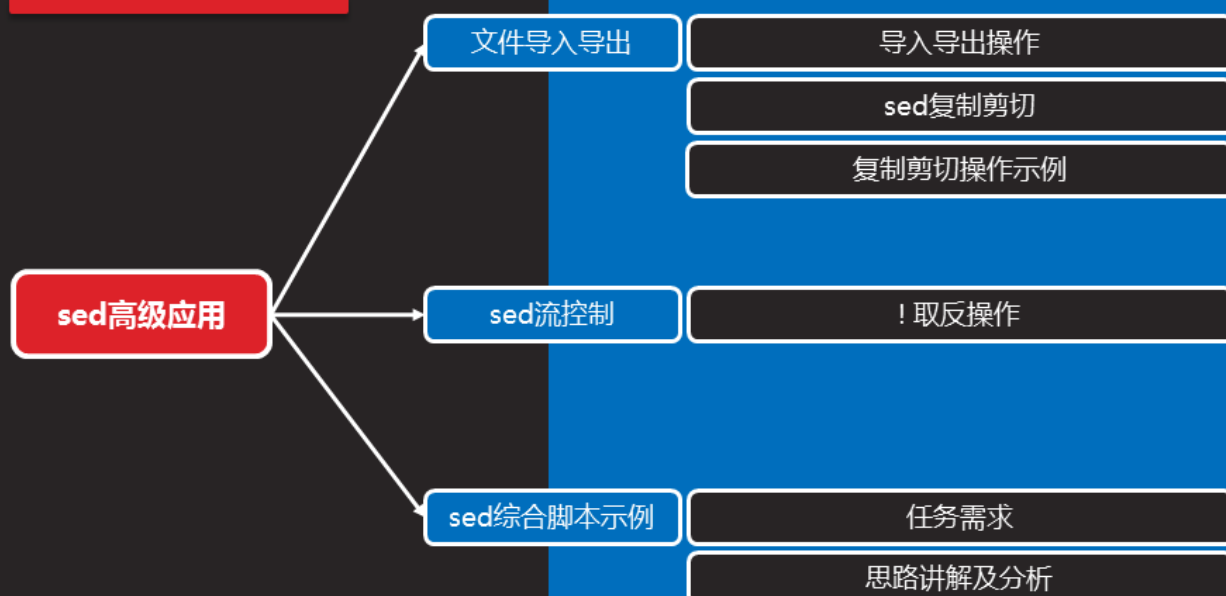 文件导入导出
导入导出操作
sed复制剪切
复制剪切操作示例
sed高级应用
sed流控制
! 取反操作
sed综合脚本示例
任务需求
思路讲解及分析